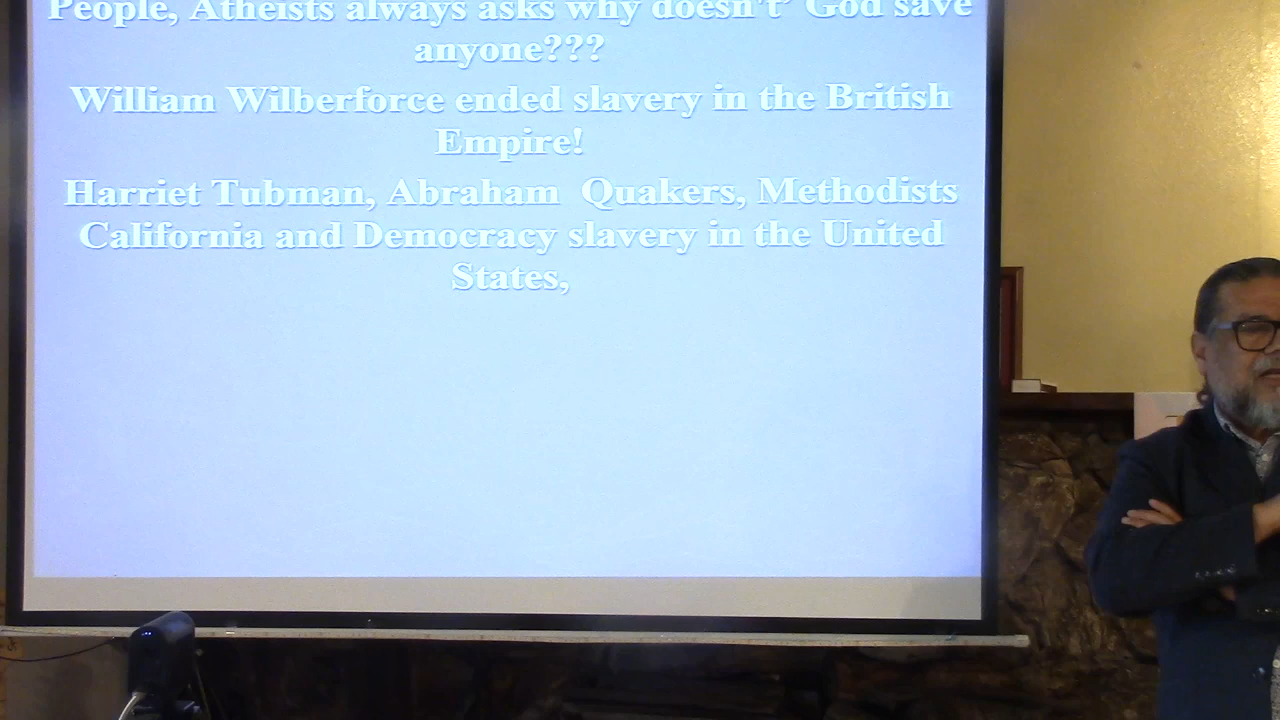 People, Atheists always asks why doesn't’ God save
anyone???
William Wilberforce ended slavery in the British
Empire!
Harriet Tubman, Abraham Quakers, Methodists
California and Democracy slavery in the United
States,